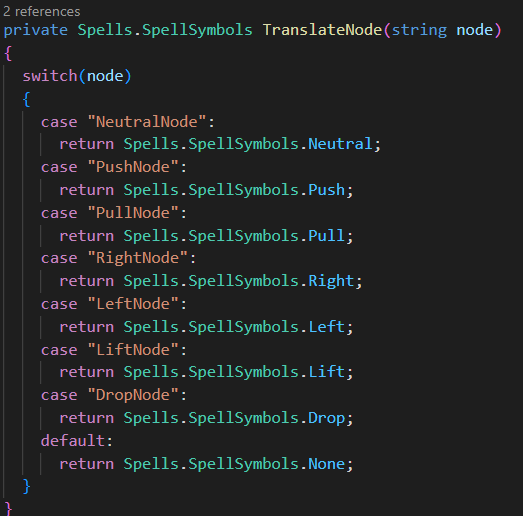 2 references
private Spells.SpellSymbols TranslateNode(string node)
{
  switch(node)
  {
    case "NeutralNode":
      return Spells.SpellSymbols.Neutral;
    case "PushNode":
      return Spells.SpellSymbols.Push;
    case "PullNode":
      return Spells.SpellSymbols.Pull;
    case "RightNode":
      return Spells.SpellSymbols.Right;
    case "LeftNode":
      return Spells.SpellSymbols.Left;
    case "LiftNode":
      return Spells.SpellSymbols.Lift;
    case "DropNode":
      return Spells.SpellSymbols.Drop;
    default:
      return Spells.SpellSymbols.None;
  }
}